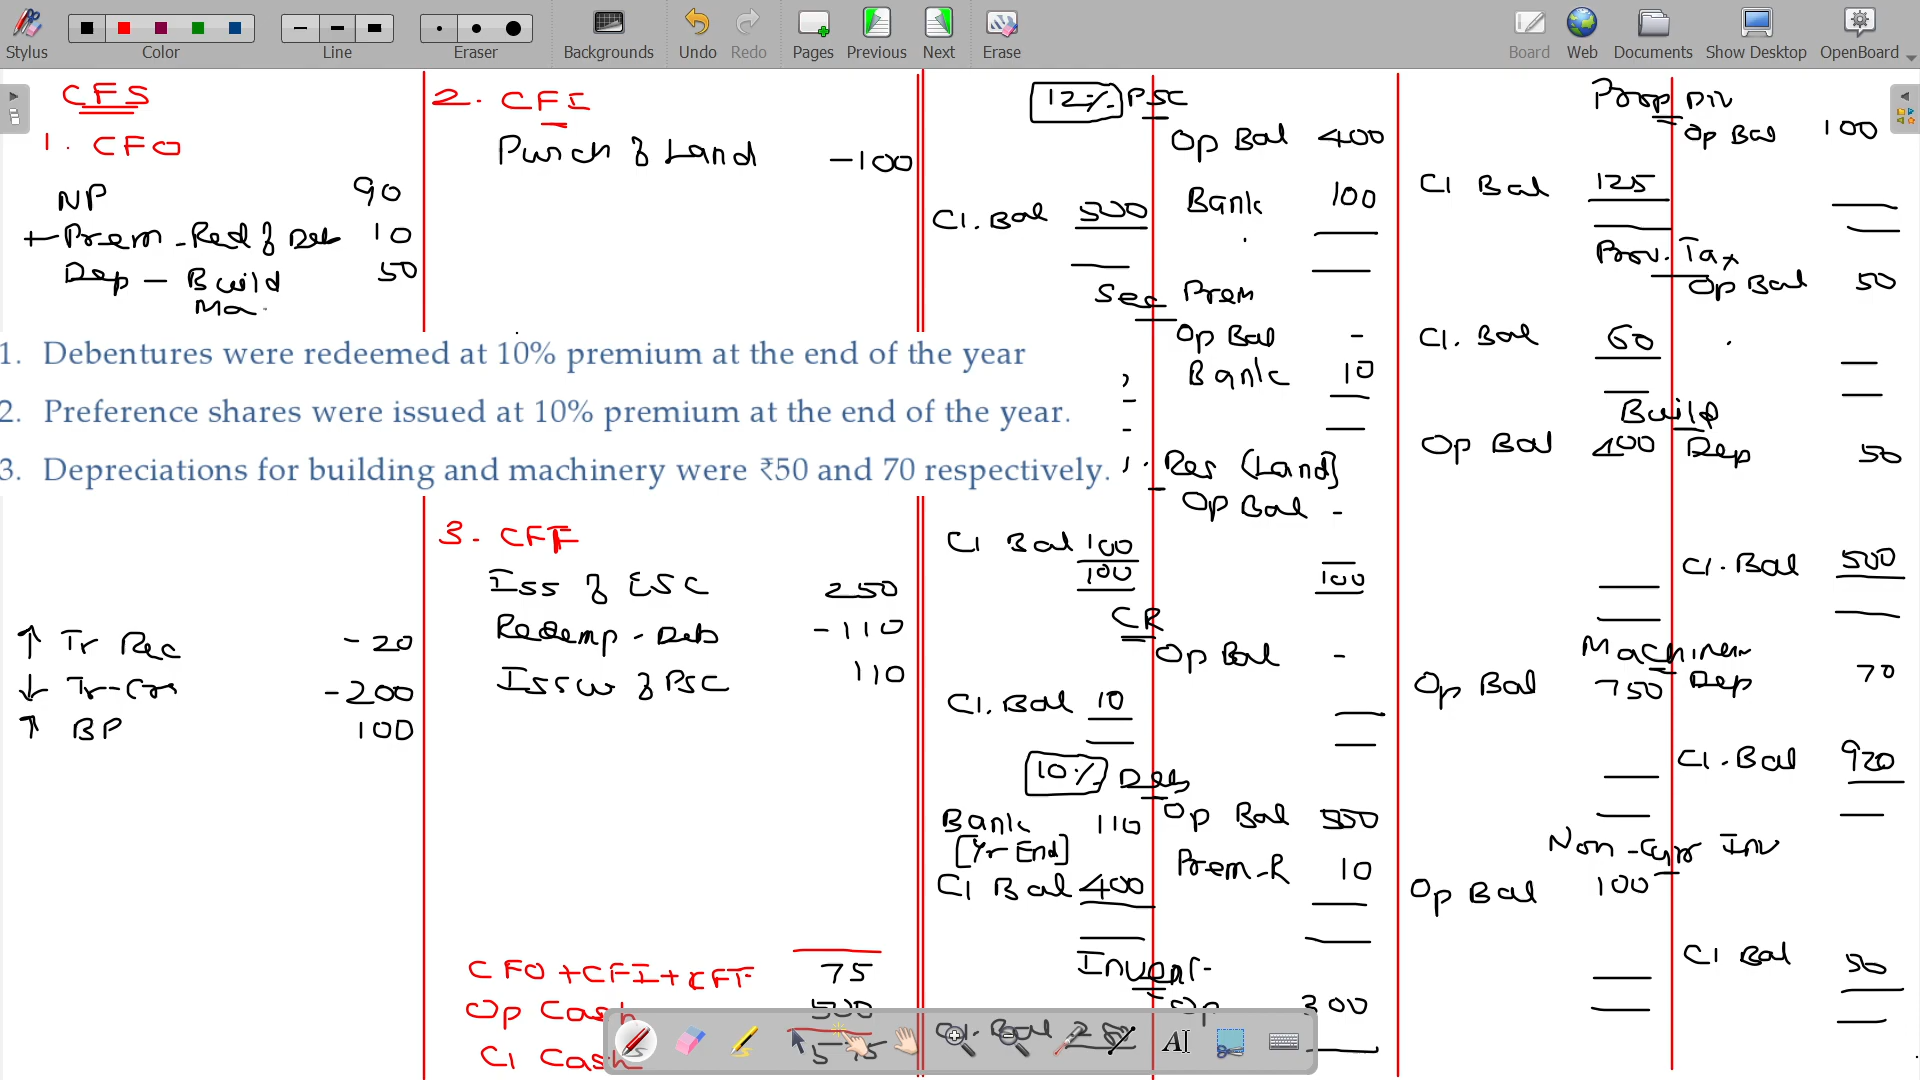 Stylus
Color
Line
Eraser
Backgrounds
Undo
Redo
Pages
Previous
Next
Erase
Board
Web
Documents
Show Desktop
OpenBoard
CFS
1. CFO
NP 90
+ Prem - Red of Deb 10
Dep - Build 50
Ma
2. CFI
Purch of Land -100
1. Debentures were redeemed at 10% premium at the end of the year
2. Preference shares were issued at 10% premium at the end of the year.
3. Depreciations for building and machinery were ₹50 and 70 respectively.
↑ Tr Rec -20
↓ Tr-Crs -200
↑ BP 100
3. CFF
Iss of ESC 250
Redemp - Deb -110
Issue of PSC 110
CFO + CFI + CFF 75
Op Cash 500
Cl Cash
12% PSC
Op Bal 400
Bank 100
Cl. Bal 500
Sec Prem
Op Bal -
Bank 10
Res (Land)
Op Bal -
Cl Bal 100
100 100
CR
Op Bal -
Cl. Bal 10
10% Deb
Bank 110 Op Bal 500
[Yr End]
Prem-R 10
Cl Bal 400
Invent-
Op 300
Prop Div
Op Bal 100
Cl Bal 125
Prov. Tax
Op Bal 50
Cl. Bal 60
Build
Op Bal 400 Dep 50
Cl. Bal 500
Machinery
Op Bal 750 Dep 70
Cl. Bal 920
Non-Curr Inv
Op Bal 100
Cl Bal 50